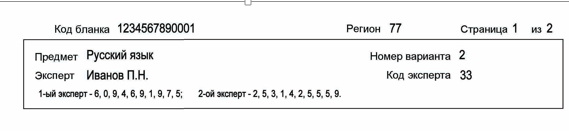 Код бланка 1234567890001 Регион 77 Страница 1 из 2
Предмет Русский язык Номер варианта 2
Эксперт Иванов П.Н. Код эксперта 33
1-ый эксперт - 6, 0, 9, 4, 6, 9, 1, 9, 7, 5; 2-ой эксперт - 2, 5, 3, 1, 4, 2, 5, 5, 5, 9.